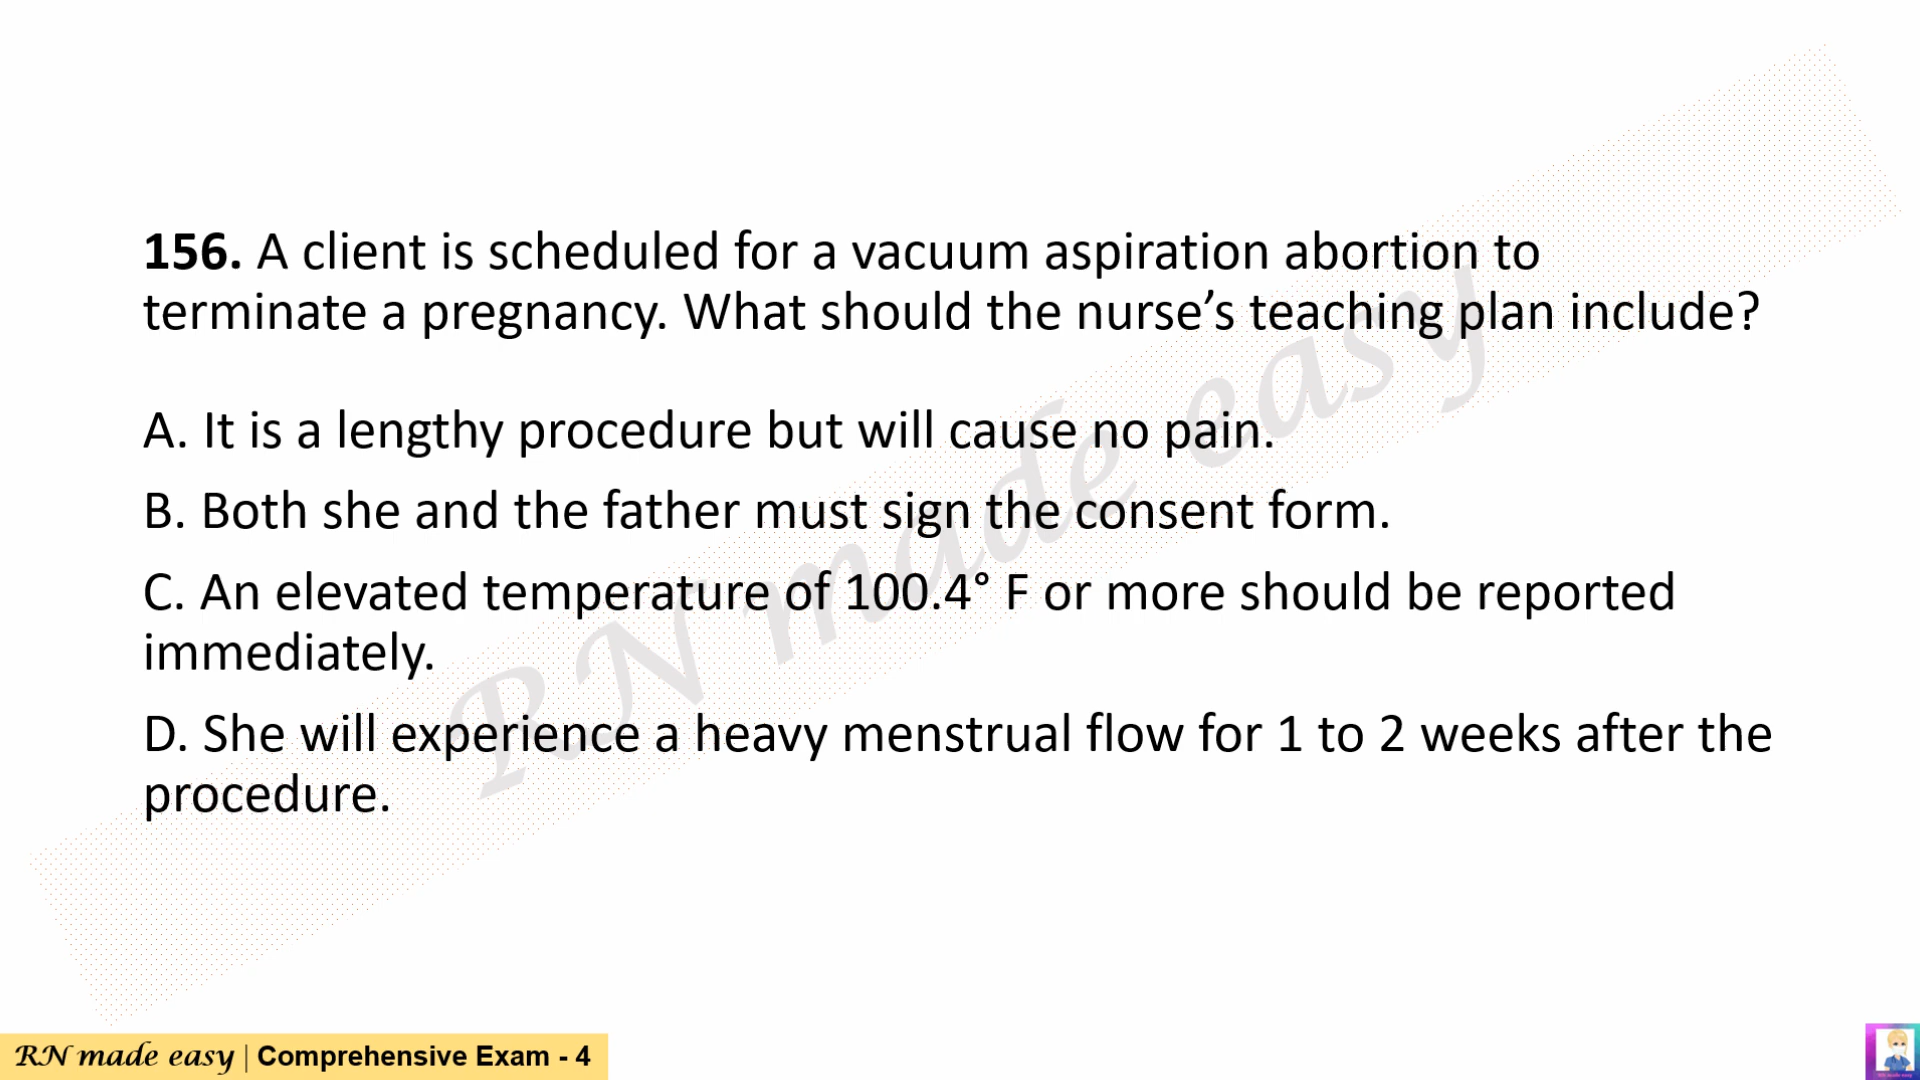 156. A client is scheduled for a vacuum aspiration abortion to
terminate a pregnancy. What should the nurse’s teaching plan include?
A. It is a lengthy procedure but will cause no pain.
B. Both she and the father must sign the consent form.
C. An elevated temperature of 100.4° F or more should be reported
immediately.
D. She will experience a heavy menstrual flow for 1 to 2 weeks after the
procedure.
RN made easy
RN made easy | Comprehensive Exam - 4